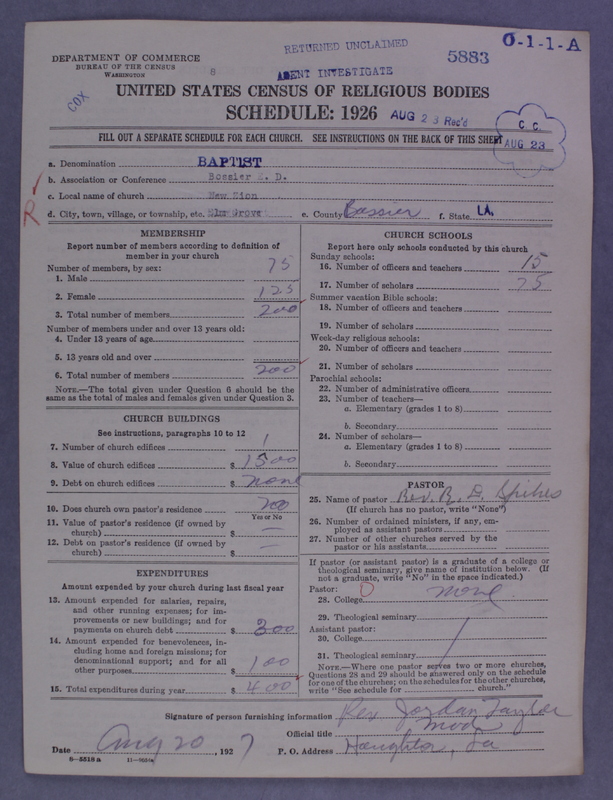 RETURNED UNCLAIMED
5883
O-1-1-A
DEPARTMENT OF COMMERCE
BUREAU OF THE CENSUS
WASHINGTON
8
AGENT INVESTIGATE
COX
UNITED STATES CENSUS OF RELIGIOUS BODIES
SCHEDULE: 1926
AUG 23 Rec'd
C. C.
AUG 23
FILL OUT A SEPARATE SCHEDULE FOR EACH CHURCH. SEE INSTRUCTIONS ON THE BACK OF THIS SHEET
a. Denomination BAPTIST
b. Association or Conference Bossier E. D.
c. Local name of church New Zion
R
d. City, town, village, or township, etc. Elm Grove e. County Bossier f. State LA.
MEMBERSHIP
Report number of members according to definition of
member in your church
Number of members, by sex:
1. Male 75
2. Female 125
3. Total number of members 200
Number of members under and over 13 years old:
4. Under 13 years of age
5. 13 years old and over
6. Total number of members 200
NOTE.—The total given under Question 6 should be the
same as the total of males and females given under Question 3.
CHURCH BUILDINGS
See instructions, paragraphs 10 to 12
7. Number of church edifices 1
8. Value of church edifices $ 1500
9. Debt on church edifices $ none
10. Does church own pastor's residence no
Yes or No
11. Value of pastor's residence (if owned by
church) $ —
12. Debt on pastor's residence (if owned by
church) $ —
EXPENDITURES
Amount expended by your church during last fiscal year
13. Amount expended for salaries, repairs,
and other running expenses; for im-
provements or new buildings; and for
payments on church debt $ 300
14. Amount expended for benevolences, in-
cluding home and foreign missions; for
denominational support; and for all
other purposes $ 100
15. Total expenditures during year $ 400
CHURCH SCHOOLS
Report here only schools conducted by this church
Sunday schools:
16. Number of officers and teachers 15
17. Number of scholars 75
Summer vacation Bible schools:
18. Number of officers and teachers
19. Number of scholars
Week-day religious schools:
20. Number of officers and teachers
21. Number of scholars
Parochial schools:
22. Number of administrative officers
23. Number of teachers—
a. Elementary (grades 1 to 8)
b. Secondary
24. Number of scholars—
a. Elementary (grades 1 to 8)
b. Secondary
PASTOR
25. Name of pastor Rev. R. D. Spikes
(If church has no pastor, write "None")
26. Number of ordained ministers, if any, em-
ployed as assistant pastors
27. Number of other churches served by the
pastor or his assistants
If pastor (or assistant pastor) is a graduate of a college or
theological seminary, give name of institution below. (If
not a graduate, write "No" in the space indicated.)
Pastor: 0
28. College none
29. Theological seminary
Assistant pastor:
30. College
31. Theological seminary
NOTE.—Where one pastor serves two or more churches,
Questions 28 and 29 should be answered only on the schedule
for one of the churches; on the schedules for the other churches,
write "See schedule for church."
Signature of person furnishing information Rev Jordan Taylor
Official title Mod
Date Aug 20, 1927 P. O. Address Haughton, La
8—5518 a